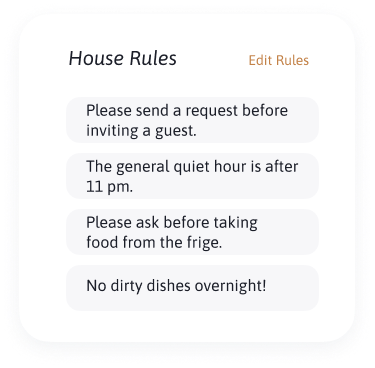 House Rules
Edit Rules
Please send a request before
inviting a guest.
The general quiet hour is after
11 pm.
Please ask before taking
food from the frige.
No dirty dishes overnight!